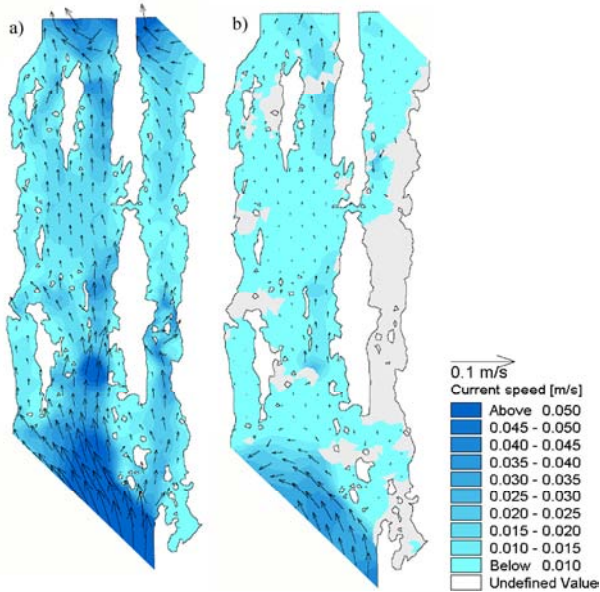 a)
b)
0.1 m/s
Current speed [m/s]
Above 0.050
0.045 - 0.050
0.040 - 0.045
0.035 - 0.040
0.030 - 0.035
0.025 - 0.030
0.020 - 0.025
0.015 - 0.020
0.010 - 0.015
Below 0.010
Undefined Value